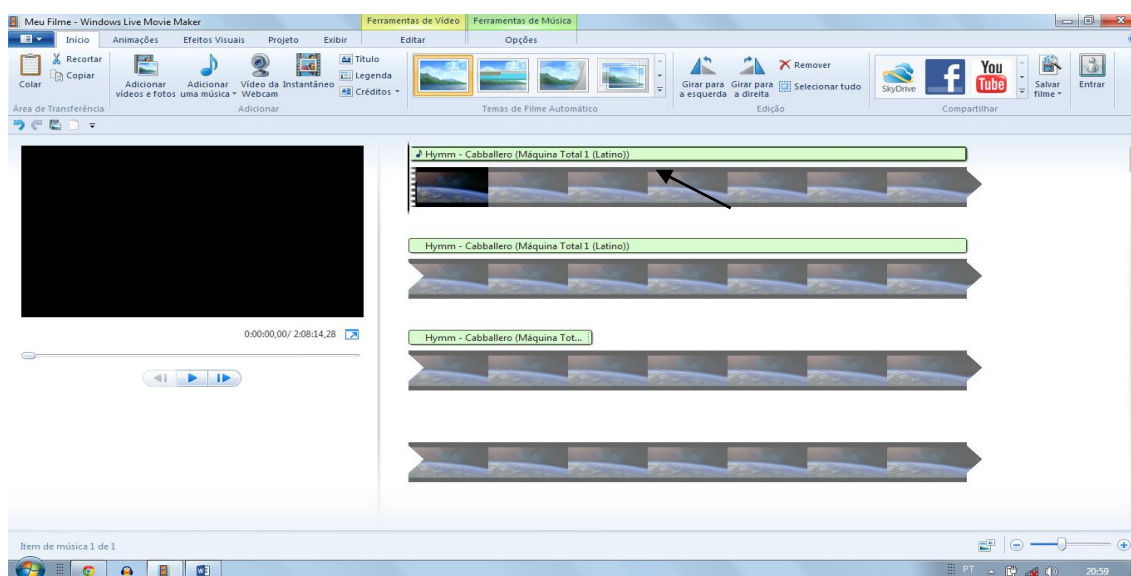 Meu Filme - Windows Live Movie Maker
Ferramentas de Vídeo
Ferramentas de Música
Início
Animações
Efeitos Visuais
Projeto
Exibir
Editar
Opções
Colar
Recortar
Copiar
Área de Transferência
Adicionar vídeos e fotos
Adicionar uma música
Vídeo da Webcam
Instantâneo
Título
Legenda
Créditos
Adicionar
Temas de Filme Automático
Girar para a esquerda
Girar para a direita
Remover
Selecionar tudo
Edição
SkyDrive
f
You Tube
Compartilhar
Salvar filme
Entrar
Hymm - Cabballero (Máquina Total 1 (Latino))
Hymm - Cabballero (Máquina Total 1 (Latino))
0:00:00,00/ 2:08:14,28
Hymm - Cabballero (Máquina Tot...
Item de música 1 de 1
PT
20:59